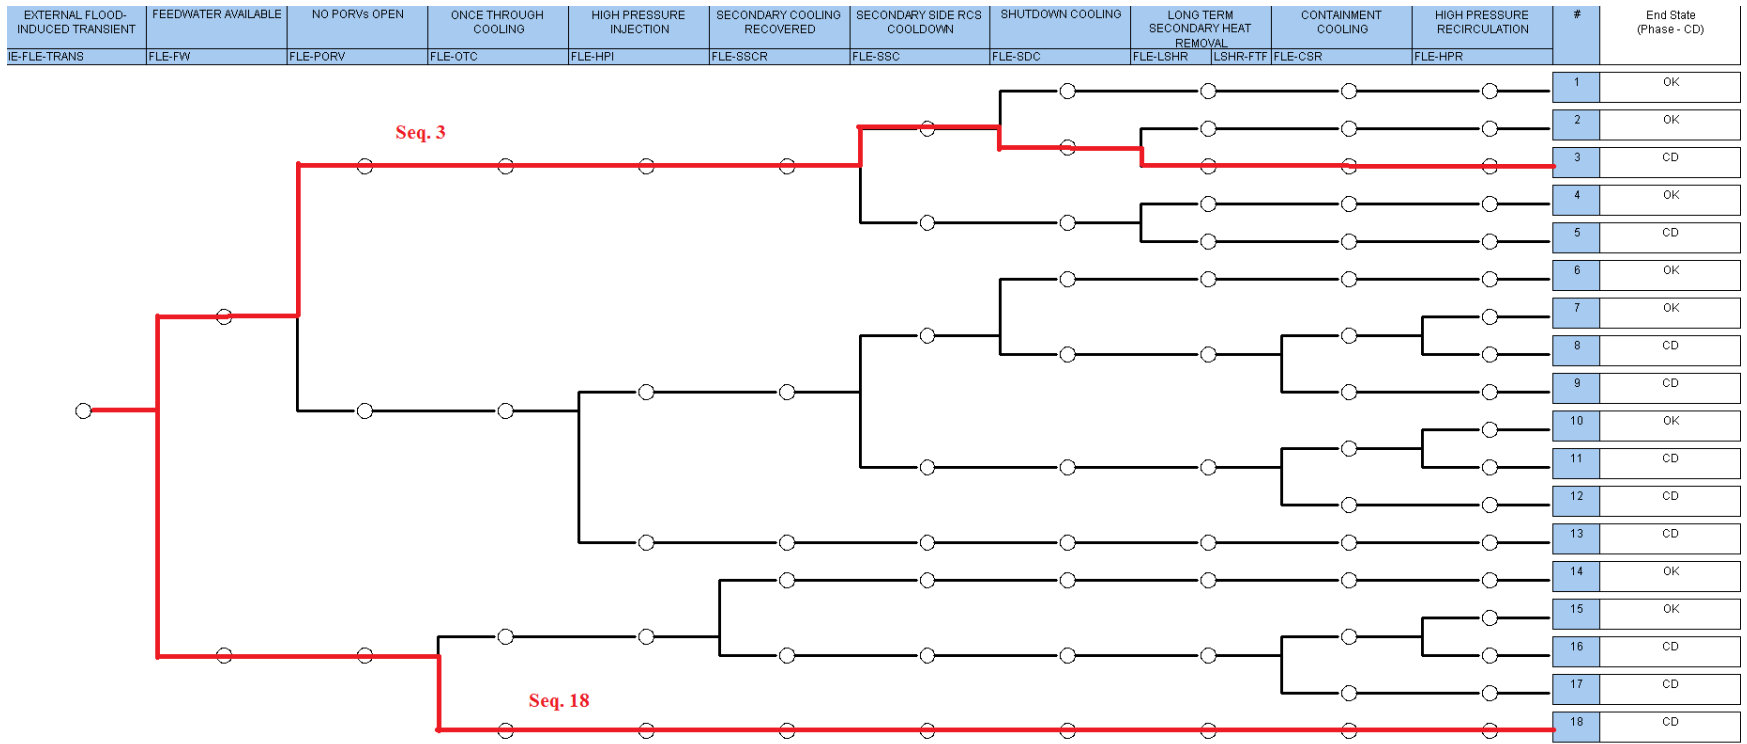 EXTERNAL FLOOD-
INDUCED TRANSIENT
FEEDWATER AVAILABLE
NO PORVs OPEN
ONCE THROUGH
COOLING
HIGH PRESSURE
INJECTION
SECONDARY COOLING
RECOVERED
SECONDARY SIDE RCS
COOLDOWN
SHUTDOWN COOLING
LONG TERM
SECONDARY HEAT
REMOVAL
CONTAINMENT
COOLING
HIGH PRESSURE
RECIRCULATION
#
End State
(Phase - CD)
IE-FLE-TRANS
FLE-FW
FLE-PORV
FLE-OTC
FLE-HPI
FLE-SSCR
FLE-SSC
FLE-SDC
FLE-LSHR
LSHR-FTF
FLE-CSR
FLE-HPR
1 OK
2 OK
Seq. 3
3 CD
4 OK
5 CD
6 OK
7 OK
8 CD
9 CD
10 OK
11 CD
12 CD
13 CD
14 OK
15 OK
16 CD
17 CD
Seq. 18
18 CD